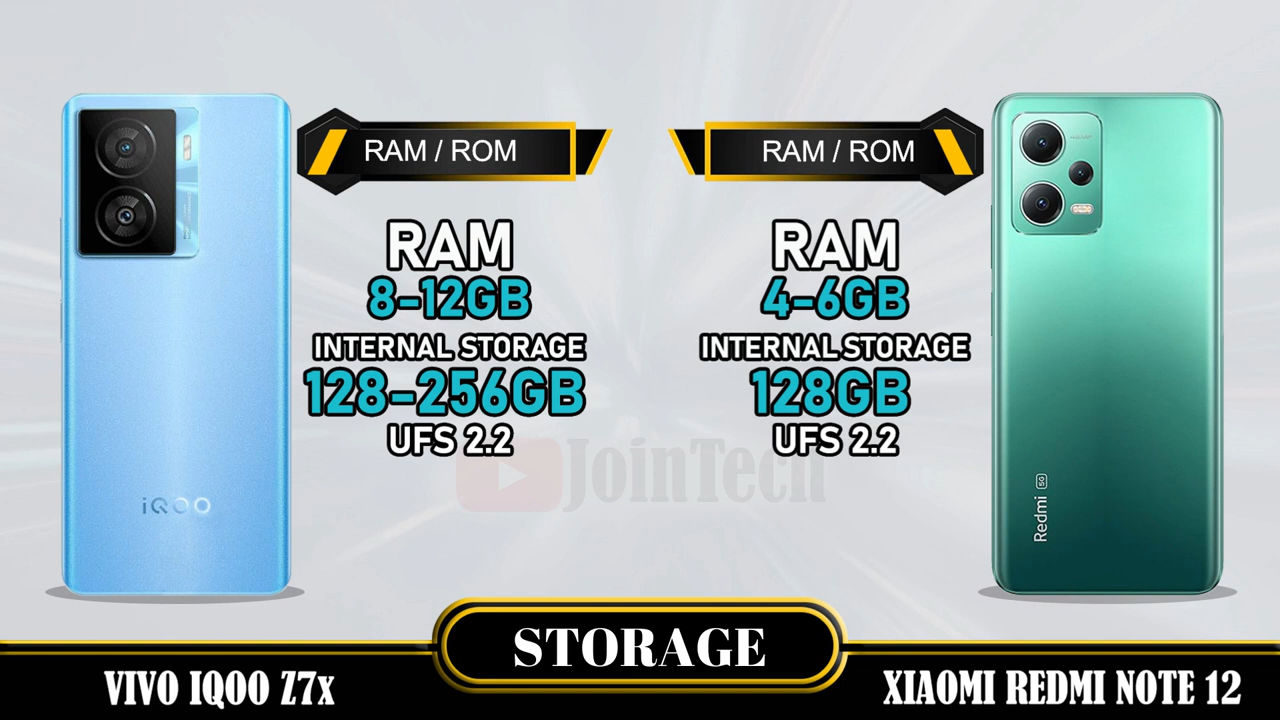 RAM / ROM
RAM
8-12GB
INTERNAL STORAGE
128-256GB
UFS 2.2
RAM / ROM
RAM
4-6GB
INTERNAL STORAGE
128GB
UFS 2.2
JoinTech
iQOO
Redmi 5G
STORAGE
VIVO IQOO Z7x
XIAOMI REDMI NOTE 12